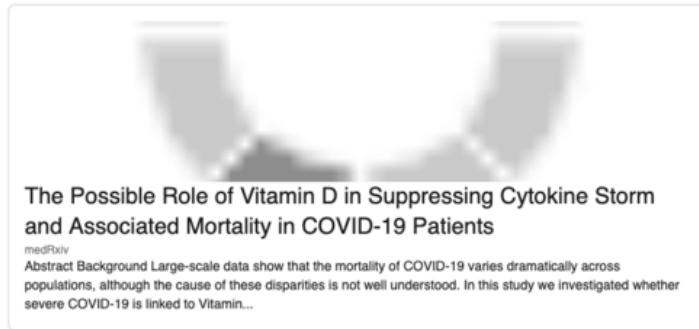 The Possible Role of Vitamin D in Suppressing Cytokine Storm
and Associated Mortality in COVID-19 Patients
medRxiv
Abstract Background Large-scale data show that the mortality of COVID-19 varies dramatically across
populations, although the cause of these disparities is not well understood. In this study we investigated whether
severe COVID-19 is linked to Vitamin...